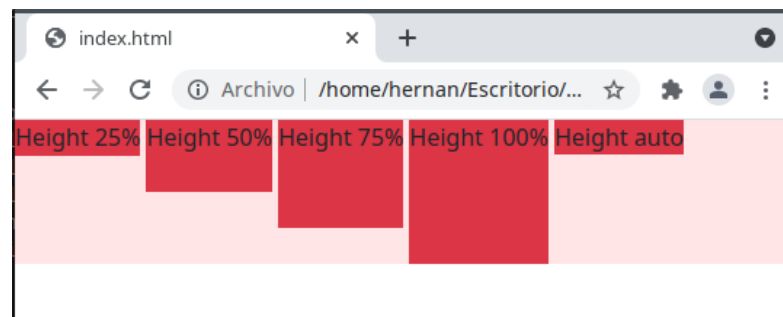 index.html
Archivo /home/hernan/Escritorio/...
Height 25% Height 50% Height 75% Height 100% Height auto